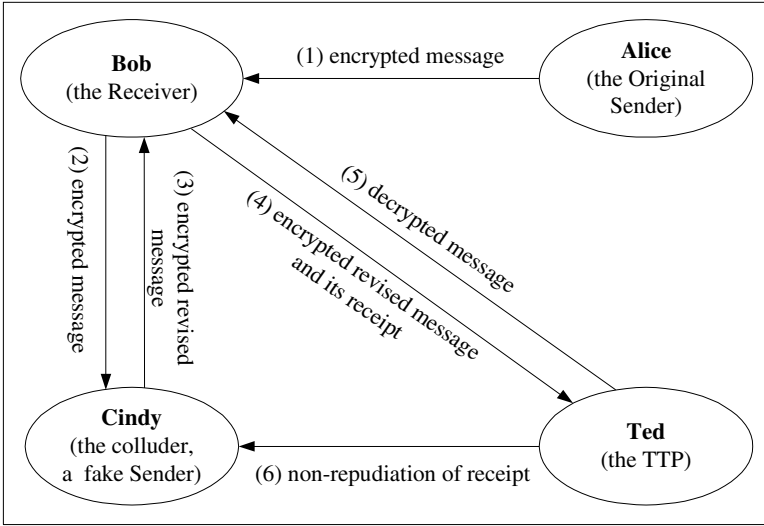 Bob
(the Receiver)
(1) encrypted message
Alice
(the Original
Sender)
(2) encrypted message
(3) encrypted revised
message
(5) decrypted message
(4) encrypted revised message
and its receipt
Cindy
(the colluder,
a fake Sender)
(6) non-repudiation of receipt
Ted
(the TTP)